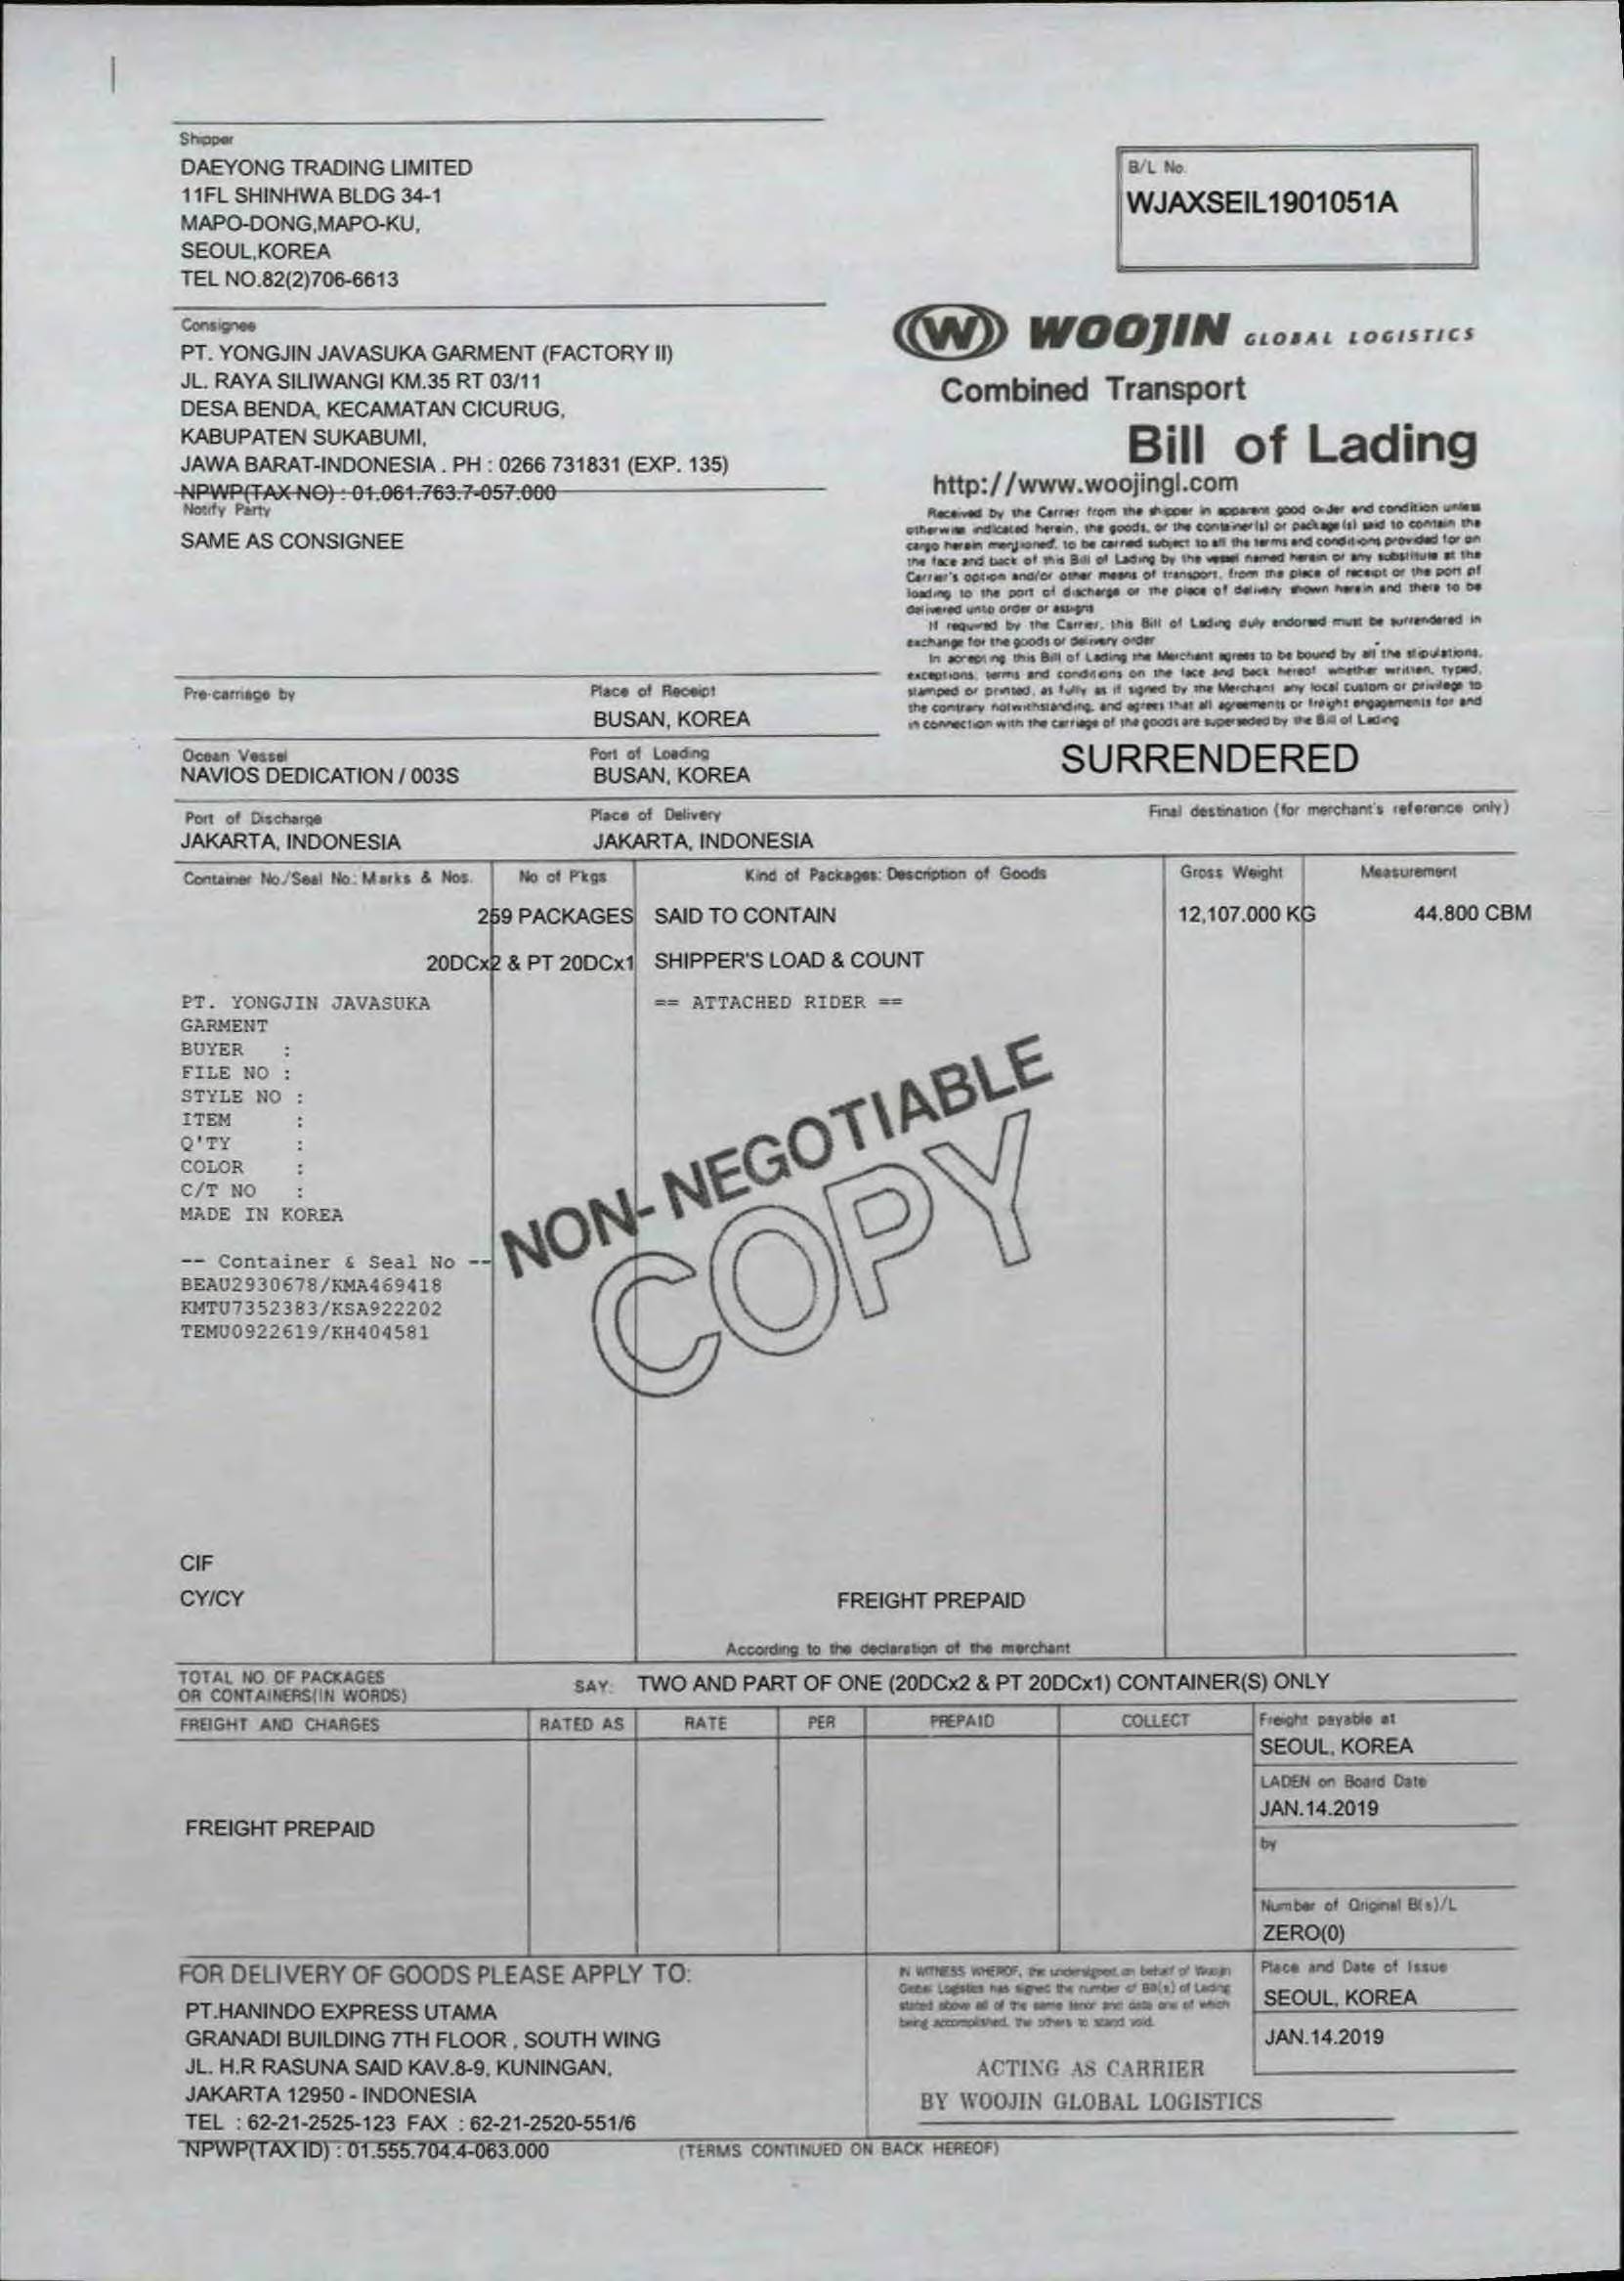 Shipper
DAEYONG TRADING LIMITED
11FL SHINHWA BLDG 34-1
MAPO-DONG,MAPO-KU,
SEOUL,KOREA
TEL NO.82(2)706-6613
B/L No.
WJAXSEIL1901051A
Consignee
PT. YONGJIN JAVASUKA GARMENT (FACTORY II)
JL. RAYA SILIWANGI KM.35 RT 03/11
DESA BENDA, KECAMATAN CICURUG,
KABUPATEN SUKABUMI,
JAWA BARAT-INDONESIA . PH : 0266 731831 (EXP. 135)
NPWP(TAX NO) : 01.061.763.7-057.000
Notify Party
SAME AS CONSIGNEE
W WOOJIN GLOBAL LOGISTICS
Combined Transport
Bill of Lading
http://www.woojingl.com
Received by the Carrier from the shipper in apparent good order and condition unless
otherwise indicated herein, the goods, or the container(s) or package(s) said to contain the
cargo herein mentioned, to be carried subject to all the terms and conditions provided for on
the face and back of this Bill of Lading by the vessel named herein or any substitute at the
Carrier's option and/or other means of transport, from the place of receipt or the port of
loading to the port of discharge or the place of delivery shown herein and there to be
delivered unto order or assigns
If required by the Carrier, this Bill of Lading duly endorsed must be surrendered in
exchange for the goods or delivery order
In accepting this Bill of Lading the Merchant agrees to be bound by all the stipulations,
exceptions, terms and conditions on the face and back hereof whether written, typed,
stamped or printed, as fully as if signed by the Merchant any local custom or privilege to
the contrary notwithstanding, and agrees that all agreements or freight engagements for and
in connection with the carriage of the goods are superseded by the Bill of Lading
Pre-carriage by
Place of Receipt
BUSAN, KOREA
Ocean Vessel
NAVIOS DEDICATION / 003S
Port of Loading
BUSAN, KOREA
SURRENDERED
Port of Discharge
JAKARTA, INDONESIA
Place of Delivery
JAKARTA, INDONESIA
Final destination (for merchant's reference only)
Container No./Seal No.: Marks & Nos. No of P'kgs Kind of Packages: Description of Goods Gross Weight Measurement
259 PACKAGES SAID TO CONTAIN 12,107.000 KG 44.800 CBM
20DCx2 & PT 20DCx1 SHIPPER'S LOAD & COUNT
PT. YONGJIN JAVASUKA == ATTACHED RIDER ==
GARMENT
BUYER :
FILE NO :
STYLE NO :
ITEM :
Q'TY :
COLOR :
C/T NO :
MADE IN KOREA
NON-NEGOTIABLE
COPY
-- Container & Seal No --
BEAU2930678/KMA469418
KMTU7352383/KSA922202
TEMU0922619/KH404581
CIF
CY/CY
FREIGHT PREPAID
According to the declaration of the merchant
TOTAL NO. OF PACKAGES
OR CONTAINERS(IN WORDS)
SAY: TWO AND PART OF ONE (20DCx2 & PT 20DCx1) CONTAINER(S) ONLY
FREIGHT AND CHARGES RATED AS RATE PER PREPAID COLLECT
FREIGHT PREPAID
Freight payable at
SEOUL, KOREA
LADEN on Board Date
JAN.14.2019
by
Number of Original B(s)/L
ZERO(0)
FOR DELIVERY OF GOODS PLEASE APPLY TO:
PT.HANINDO EXPRESS UTAMA
GRANADI BUILDING 7TH FLOOR , SOUTH WING
JL. H.R RASUNA SAID KAV.8-9, KUNINGAN,
JAKARTA 12950 - INDONESIA
TEL : 62-21-2525-123 FAX : 62-21-2520-551/6
NPWP(TAX ID) : 01.555.704.4-063.000
IN WITNESS WHEROF, the undersigned, on behalf of Woojin
Global Logistics has signed the number of Bill(s) of Lading
stated above all of the same tenor and date one of which
being accomplished, the others to stand void.
Place and Date of Issue
SEOUL, KOREA
JAN.14.2019
ACTING AS CARRIER
BY WOOJIN GLOBAL LOGISTICS
(TERMS CONTINUED ON BACK HEREOF)